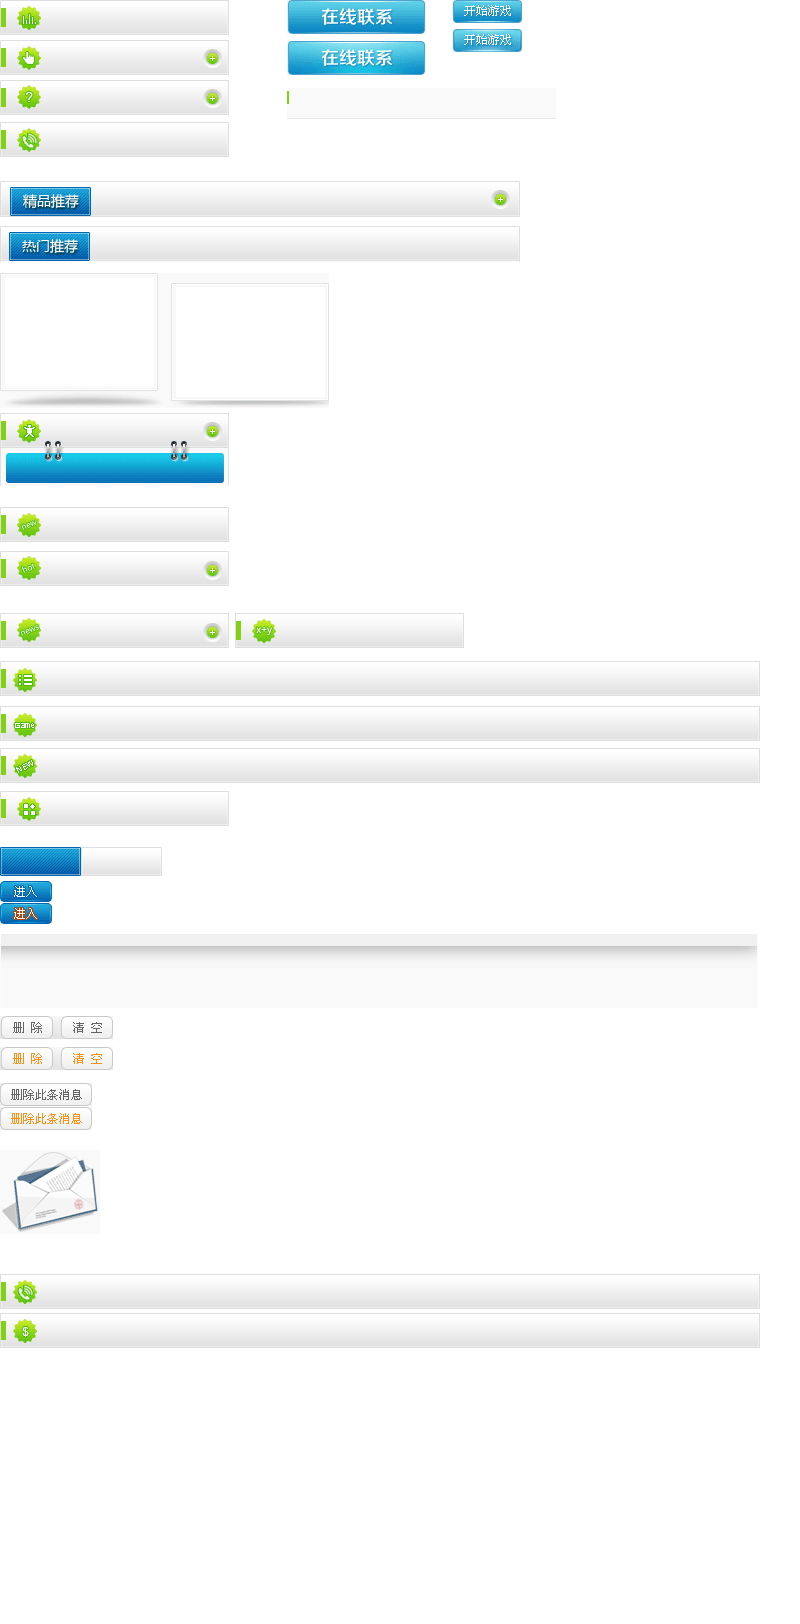 在线联系
开始游戏
在线联系
开始游戏
?
精品推荐
热门推荐
new
hot
news
x+y
Game
NEW
进入
进入
删 除
清 空
删 除
清 空
删除此条消息
删除此条消息
$